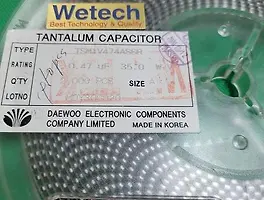 Wetech
Best Technology & Quality
TANTALUM CAPACITOR
TYPE
RATING 0.47 UF 35.0
Q'TY SIZE A
LOTNO
DAEWOO ELECTRONIC COMPONENTS
COMPANY LIMITED MADE IN KOREA